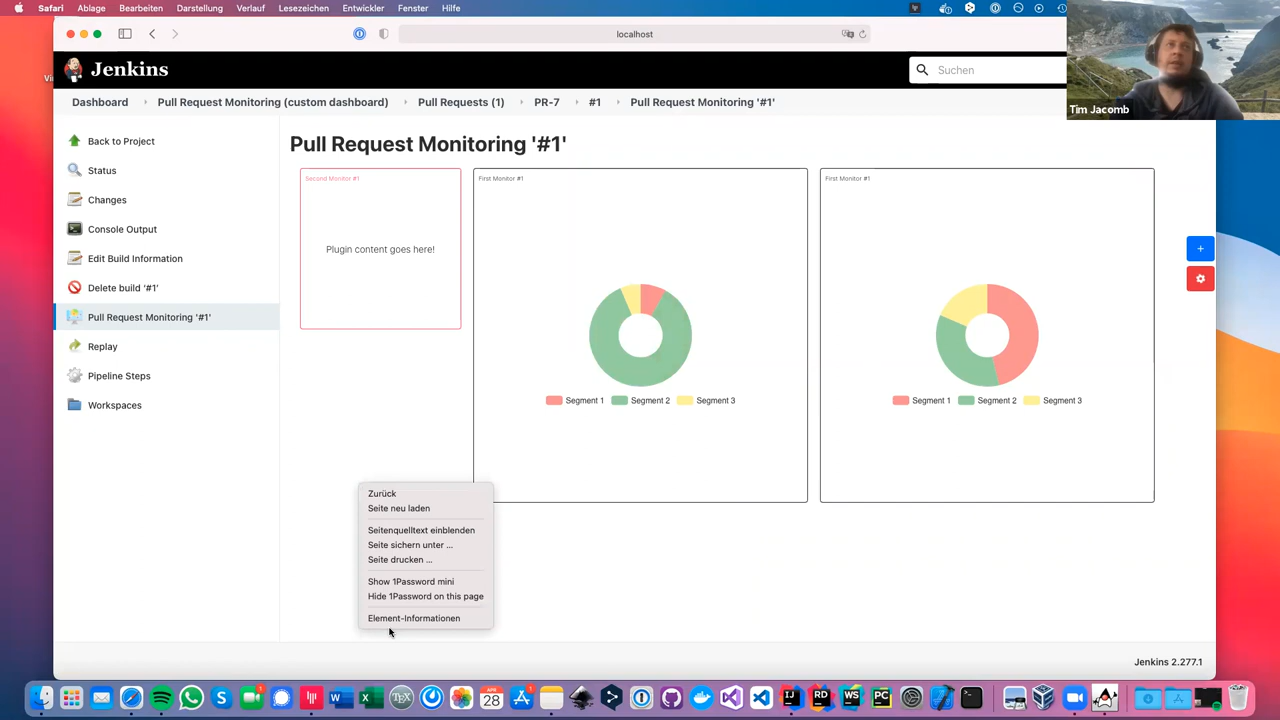 Safari Ablage Bearbeiten Darstellung Verlauf Lesezeichen Entwickler Fenster Hilfe
localhost
Jenkins
Suchen
Tim Jacomb
Dashboard Pull Request Monitoring (custom dashboard) Pull Requests (1) PR-7 #1 Pull Request Monitoring '#1'
Back to Project
Status
Changes
Console Output
Edit Build Information
Delete build '#1'
Pull Request Monitoring '#1'
Replay
Pipeline Steps
Workspaces
Pull Request Monitoring '#1'
Second Monitor #1
Plugin content goes here!
First Monitor #1
Segment 1 Segment 2 Segment 3
First Monitor #1
Segment 1 Segment 2 Segment 3
+
Zurück
Seite neu laden
Seitenquelltext einblenden
Seite sichern unter ...
Seite drucken ...
Show 1Password mini
Hide 1Password on this page
Element-Informationen
Jenkins 2.277.1
APR
28